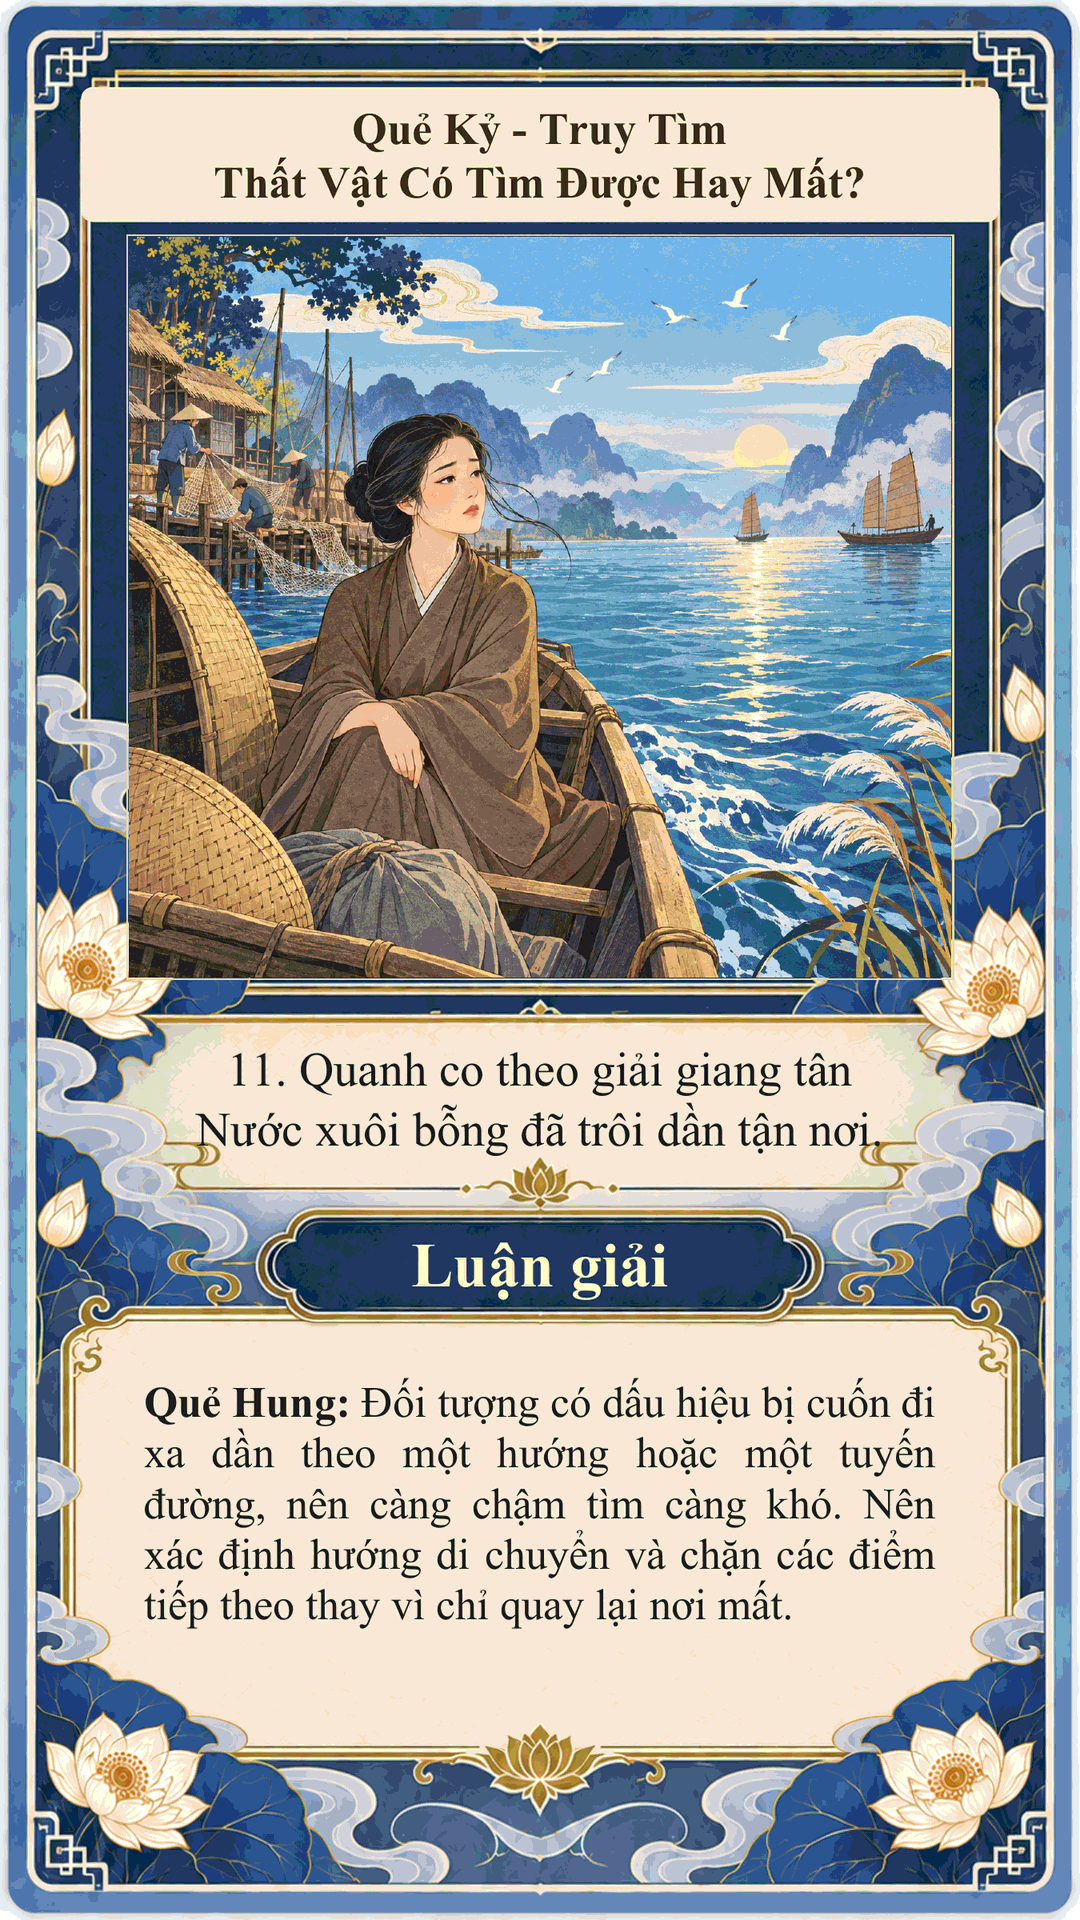 Quẻ Kỷ - Truy Tìm
Thất Vật Có Tìm Được Hay Mất?
11. Quanh co theo giải giang tân
Nước xuôi bỗng đã trôi dần tận nơi.
Luận giải
Quẻ Hung: Đối tượng có dấu hiệu bị cuốn đi
xa dần theo một hướng hoặc một tuyến
đường, nên càng chậm tìm càng khó. Nên
xác định hướng di chuyển và chặn các điểm
tiếp theo thay vì chỉ quay lại nơi mất.